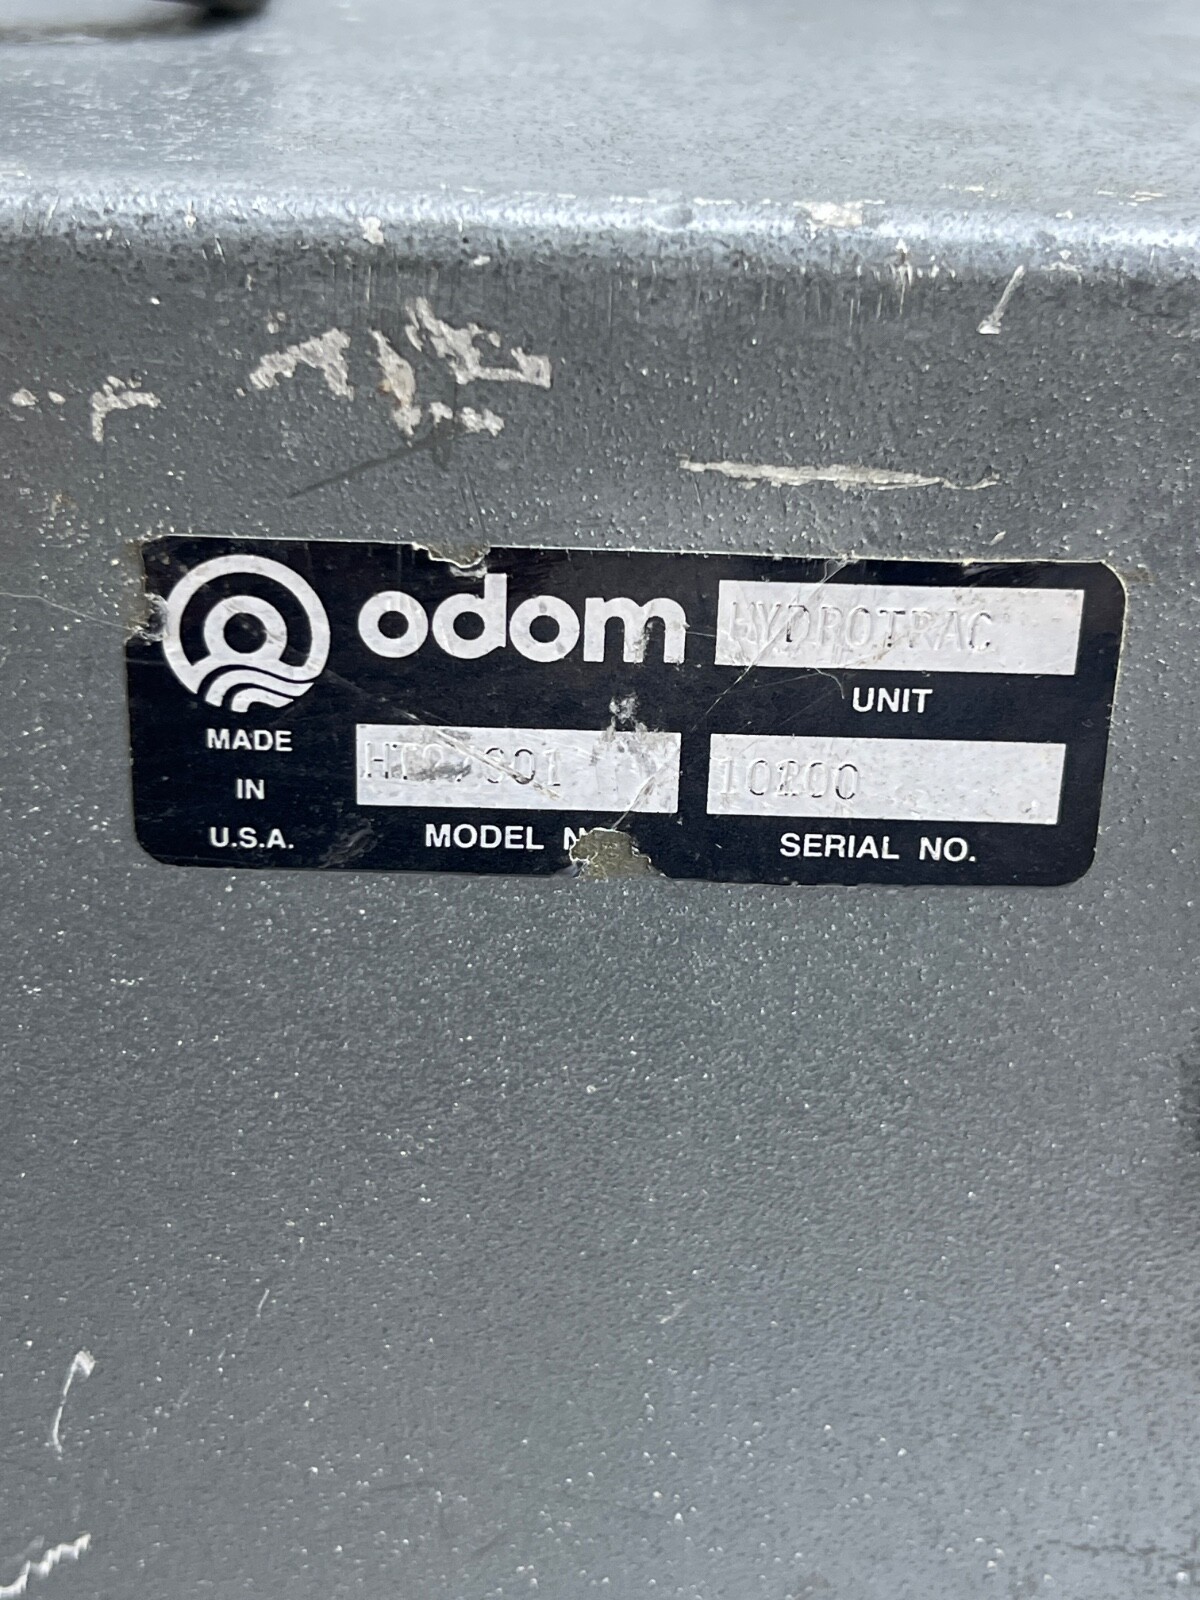 odom
HYDROTRAC
UNIT
MADE
IN
U.S.A.
MODEL
SERIAL NO.